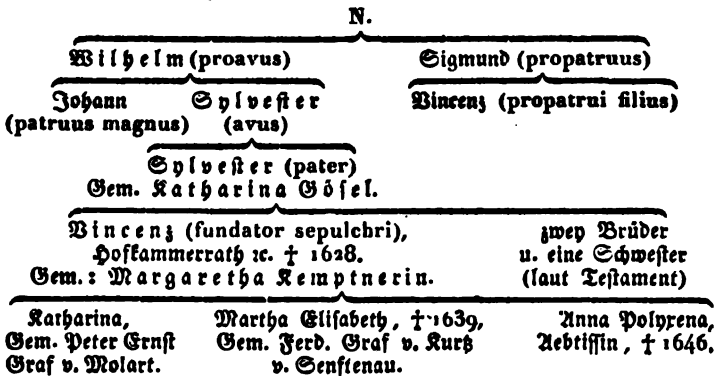 N.
Wilhelm (proavus) Sigmund (propatruus)
Johann Sylvester Vincenz (propatrui filius)
(patruus magnus) (avus)
Sylvester (pater)
Gem. Katharina Gösel.
Vincenz (fundator sepulchri), zwey Brüder
Hofkammerrath ꝛc. † 1628. u. eine Schwester
Gem.: Margaretha Kemptnerin. (laut Testament)
Katharina, Martha Elisabeth, † 1639, Anna Polyxena,
Gem. Peter Ernst Gem. Ferd. Graf v. Kurtz Aebtissin, † 1646.
Graf v. Molart. v. Senftenau.